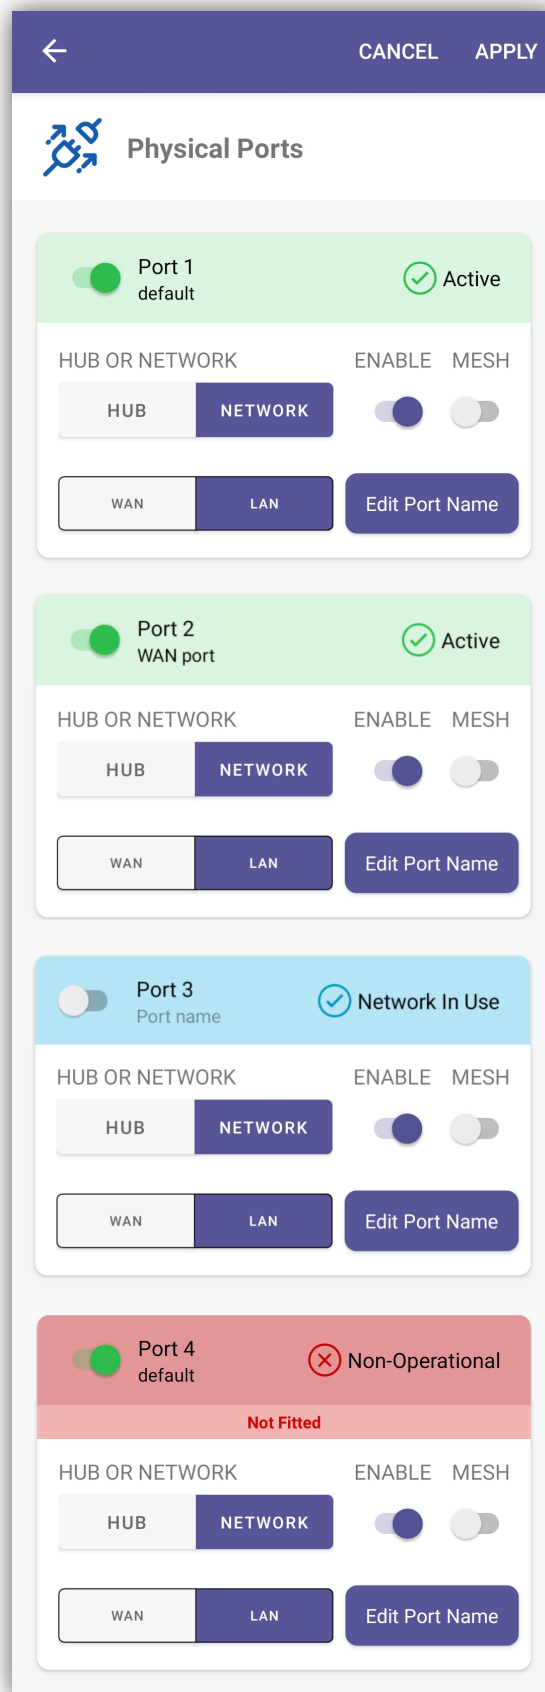 CANCEL APPLY
Physical Ports
Port 1
default
Active
HUB OR NETWORK ENABLE MESH
HUB NETWORK
WAN LAN Edit Port Name
Port 2
WAN port
Active
HUB OR NETWORK ENABLE MESH
HUB NETWORK
WAN LAN Edit Port Name
Port 3
Port name
Network In Use
HUB OR NETWORK ENABLE MESH
HUB NETWORK
WAN LAN Edit Port Name
Port 4
default
Non-Operational
Not Fitted
HUB OR NETWORK ENABLE MESH
HUB NETWORK
WAN LAN Edit Port Name